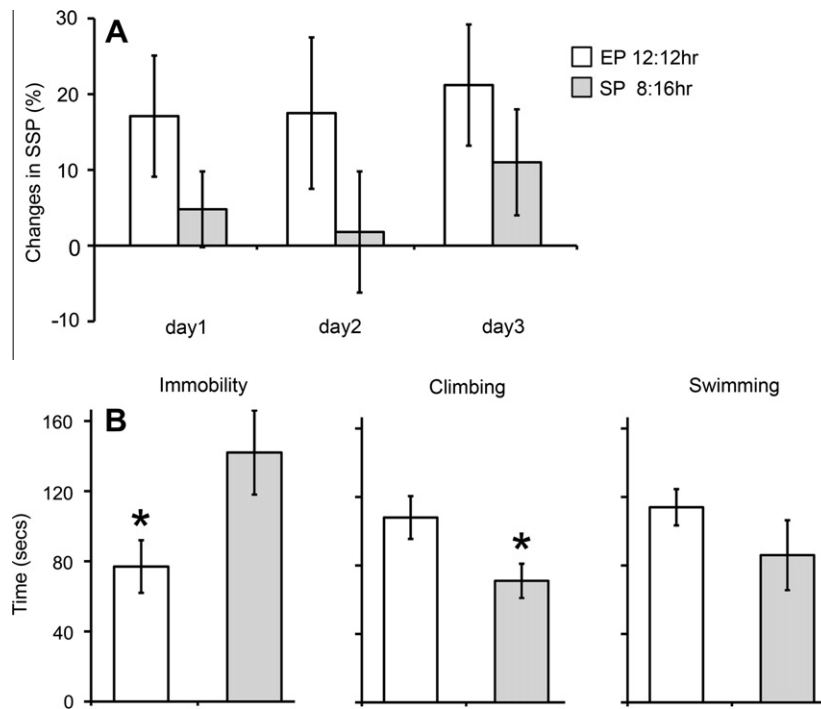 A
30
20
10
0
-10
Changes in SSP (%)
EP 12:12hr
SP 8:16hr
day1 day2 day3
Immobility Climbing Swimming
B
160
120
80
40
0
Time (secs)
*
*